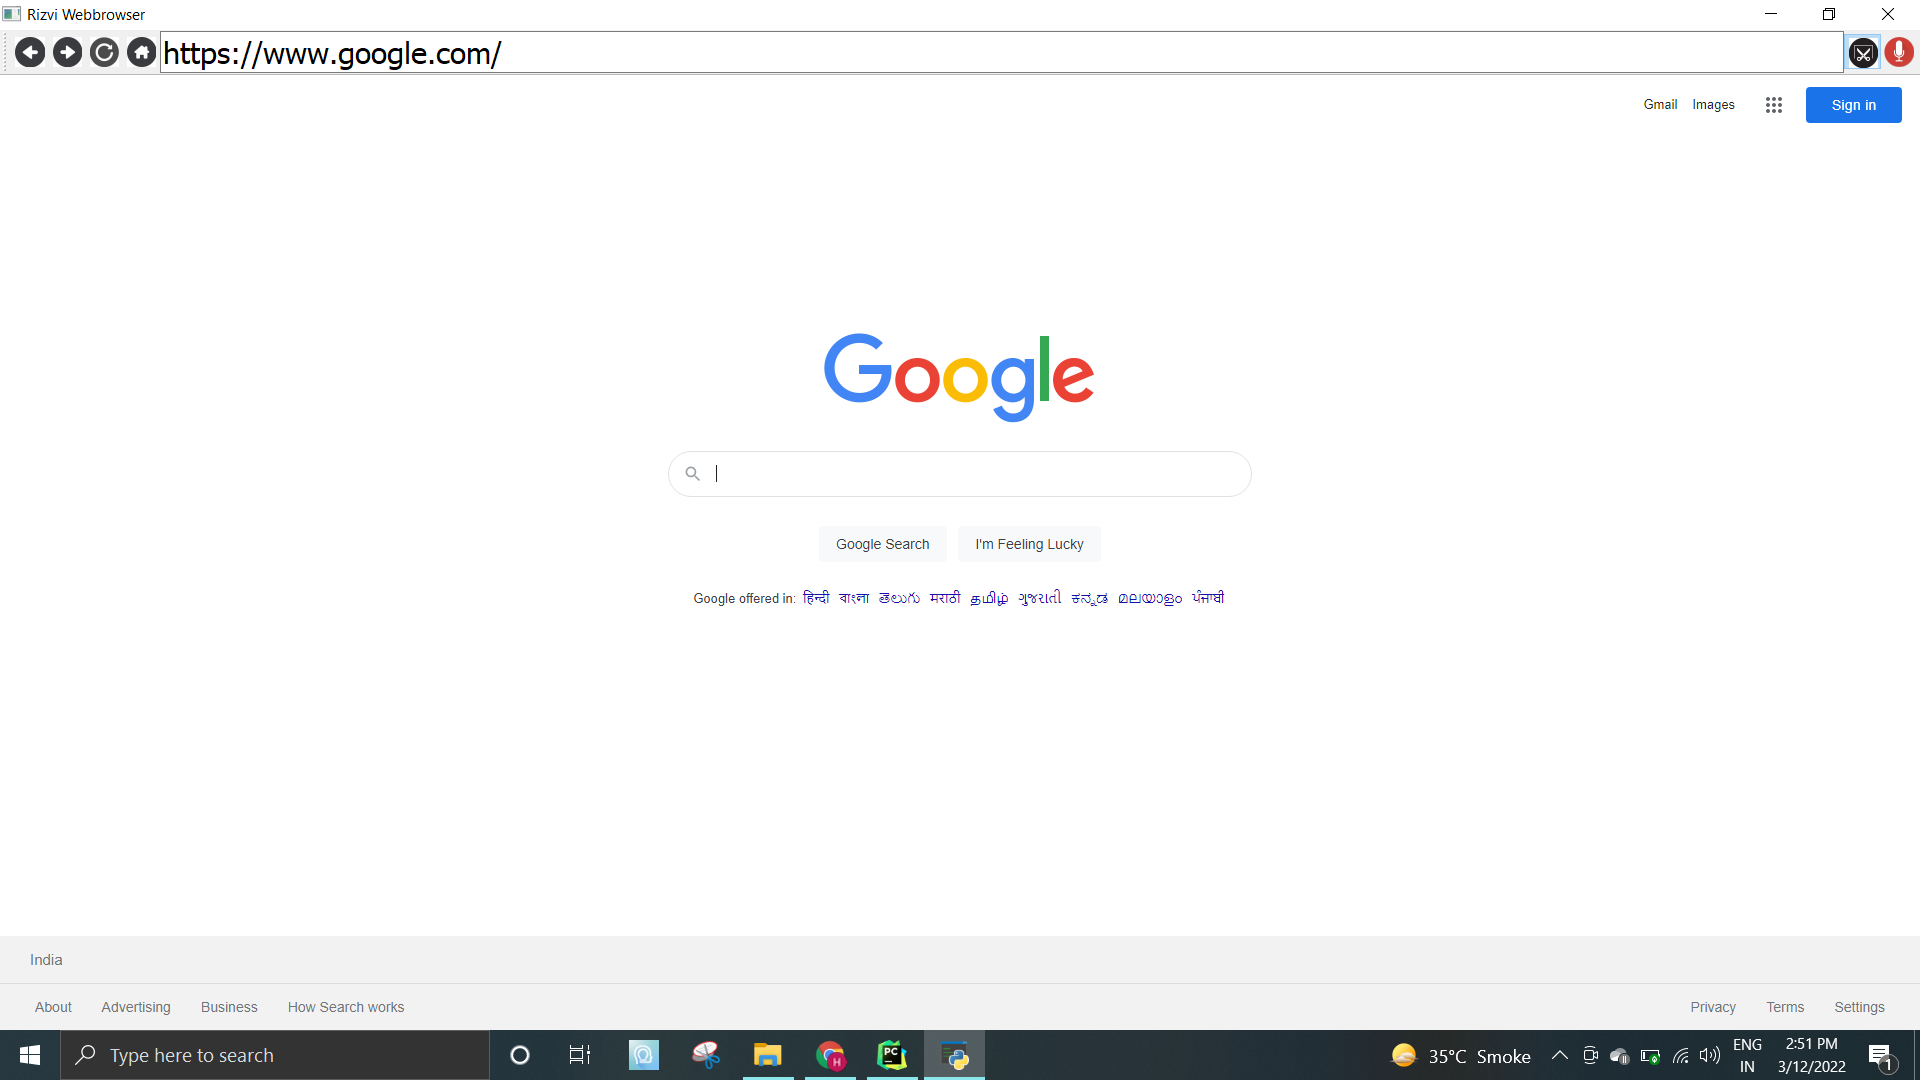 Rizvi Webbrowser
https://www.google.com/
Gmail Images Sign in
Google
Google Search I'm Feeling Lucky
Google offered in: हिन्दी বাংলা తెలుగు मराठी தமிழ் ગુજરાતી ಕನ್ನಡ മലയാളം ਪੰਜਾਬੀ
India
About Advertising Business How Search works Privacy Terms Settings
Type here to search
H
PC
35°C Smoke
ENG
IN
2:51 PM
3/12/2022
1